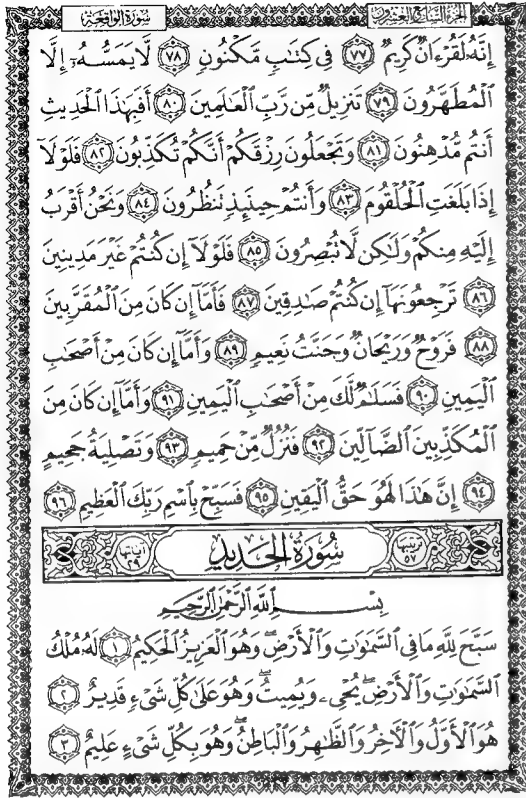 الجزء السابع والعشرون
سورة الواقعة
إِنَّهُۥ لَقُرْءَانٌ كَرِيمٌ ٧٧ فِى كِتَٰبٍ مَّكْنُونٍ ٧٨ لَّا يَمَسُّهُۥٓ إِلَّا
ٱلْمُطَهَّرُونَ ٧٩ تَنزِيلٌ مِّن رَّبِّ ٱلْعَٰلَمِينَ ٨٠ أَفَبِهَٰذَا ٱلْحَدِيثِ
أَنتُم مُّدْهِنُونَ ٨١ وَتَجْعَلُونَ رِزْقَكُمْ أَنَّكُمْ تُكَذِّبُونَ ٨٢ فَلَوْلَآ
إِذَا بَلَغَتِ ٱلْحُلْقُومَ ٨٣ وَأَنتُمْ حِينَئِذٍ تَنظُرُونَ ٨٤ وَنَحْنُ أَقْرَبُ
إِلَيْهِ مِنكُمْ وَلَٰكِن لَّا تُبْصِرُونَ ٨٥ فَلَوْلَآ إِن كُنتُمْ غَيْرَ مَدِينِينَ
٨٦ تَرْجِعُونَهَآ إِن كُنتُمْ صَٰدِقِينَ ٨٧ فَأَمَّآ إِن كَانَ مِنَ ٱلْمُقَرَّبِينَ
٨٨ فَرَوْحٌ وَرَيْحَانٌ وَجَنَّتُ نَعِيمٍ ٨٩ وَأَمَّآ إِن كَانَ مِنْ أَصْحَٰبِ
ٱلْيَمِينِ ٩٠ فَسَلَٰمٌ لَّكَ مِنْ أَصْحَٰبِ ٱلْيَمِينِ ٩١ وَأَمَّآ إِن كَانَ مِنَ
ٱلْمُكَذِّبِينَ ٱلضَّآلِّينَ ٩٢ فَنُزُلٌ مِّنْ حَمِيمٍ ٩٣ وَتَصْلِيَةُ جَحِيمٍ
٩٤ إِنَّ هَٰذَا لَهُوَ حَقُّ ٱلْيَقِينِ ٩٥ فَسَبِّحْ بِٱسْمِ رَبِّكَ ٱلْعَظِيمِ ٩٦
ترتيبها ٥٧ سُورَةُ الحَدِيدِ آياتها ٢٩
بِسْمِ ٱللَّهِ ٱلرَّحْمَٰنِ ٱلرَّحِيمِ
سَبَّحَ لِلَّهِ مَا فِى ٱلسَّمَٰوَٰتِ وَٱلْأَرْضِ ۖ وَهُوَ ٱلْعَزِيزُ ٱلْحَكِيمُ ١ لَهُۥ مُلْكُ
ٱلسَّمَٰوَٰتِ وَٱلْأَرْضِ ۖ يُحْىِۦ وَيُمِيتُ ۖ وَهُوَ عَلَىٰ كُلِّ شَىْءٍ قَدِيرٌ ٢
هُوَ ٱلْأَوَّلُ وَٱلْءَاخِرُ وَٱلظَّٰهِرُ وَٱلْبَاطِنُ ۖ وَهُوَ بِكُلِّ شَىْءٍ عَلِيمٌ ٣